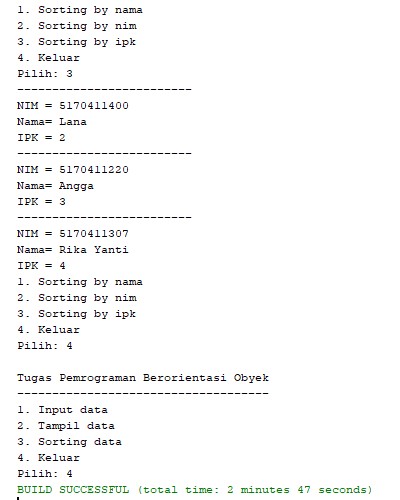 1. Sorting by nama
2. Sorting by nim
3. Sorting by ipk
4. Keluar
Pilih: 3
-------------------------
NIM = 5170411400
Nama= Lana
IPK = 2
-------------------------
NIM = 5170411220
Nama= Angga
IPK = 3
-------------------------
NIM = 5170411307
Nama= Rika Yanti
IPK = 4
1. Sorting by nama
2. Sorting by nim
3. Sorting by ipk
4. Keluar
Pilih: 4
Tugas Pemrograman Berorientasi Obyek
------------------------------------
1. Input data
2. Tampil data
3. Sorting data
4. Keluar
Pilih: 4
BUILD SUCCESSFUL (total time: 2 minutes 47 seconds)